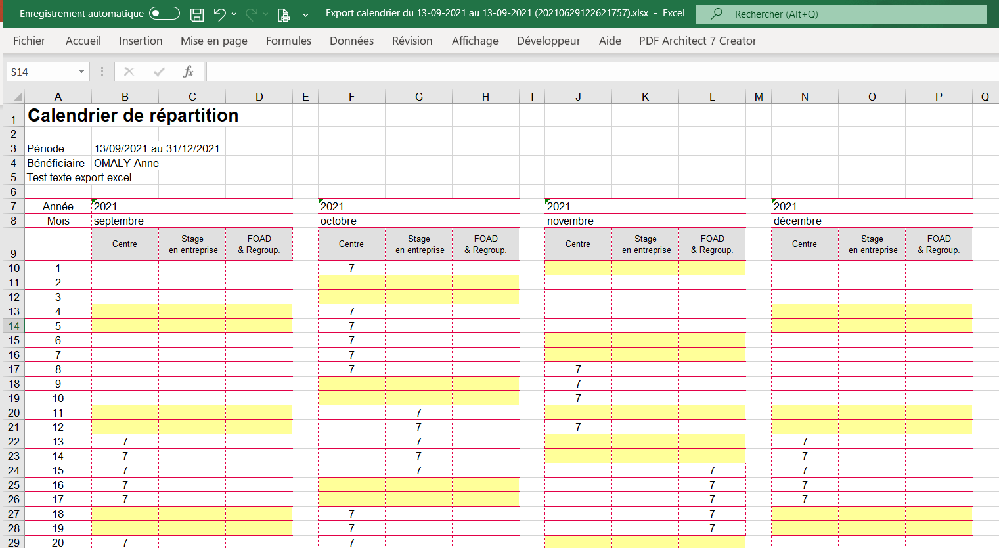 Enregistrement automatique Export calendrier du 13-09-2021 au 13-09-2021 (20210629122621757).xlsx - Excel Rechercher (Alt+Q)
Fichier Accueil Insertion Mise en page Formules Données Révision Affichage Développeur Aide PDF Architect 7 Creator
S14 fx
A B C D E F G H I J K L M N O P Q
1 Calendrier de répartition
2
3 Période 13/09/2021 au 31/12/2021
4 Bénéficiaire OMALY Anne
5 Test texte export excel
6
7 Année 2021 2021 2021 2021
8 Mois septembre octobre novembre décembre
Centre Stage FOAD Centre Stage FOAD Centre Stage FOAD Centre Stage FOAD
9 en entreprise & Regroup. en entreprise & Regroup. en entreprise & Regroup. en entreprise & Regroup.
10 1 7
11 2
12 3
13 4 7
14 5 7
15 6 7
16 7 7
17 8 7 7
18 9 7
19 10 7
20 11 7
21 12 7 7
22 13 7 7 7
23 14 7 7 7
24 15 7 7 7 7
25 16 7 7 7
26 17 7 7 7
27 18 7 7
28 19 7 7
29 20 7 7